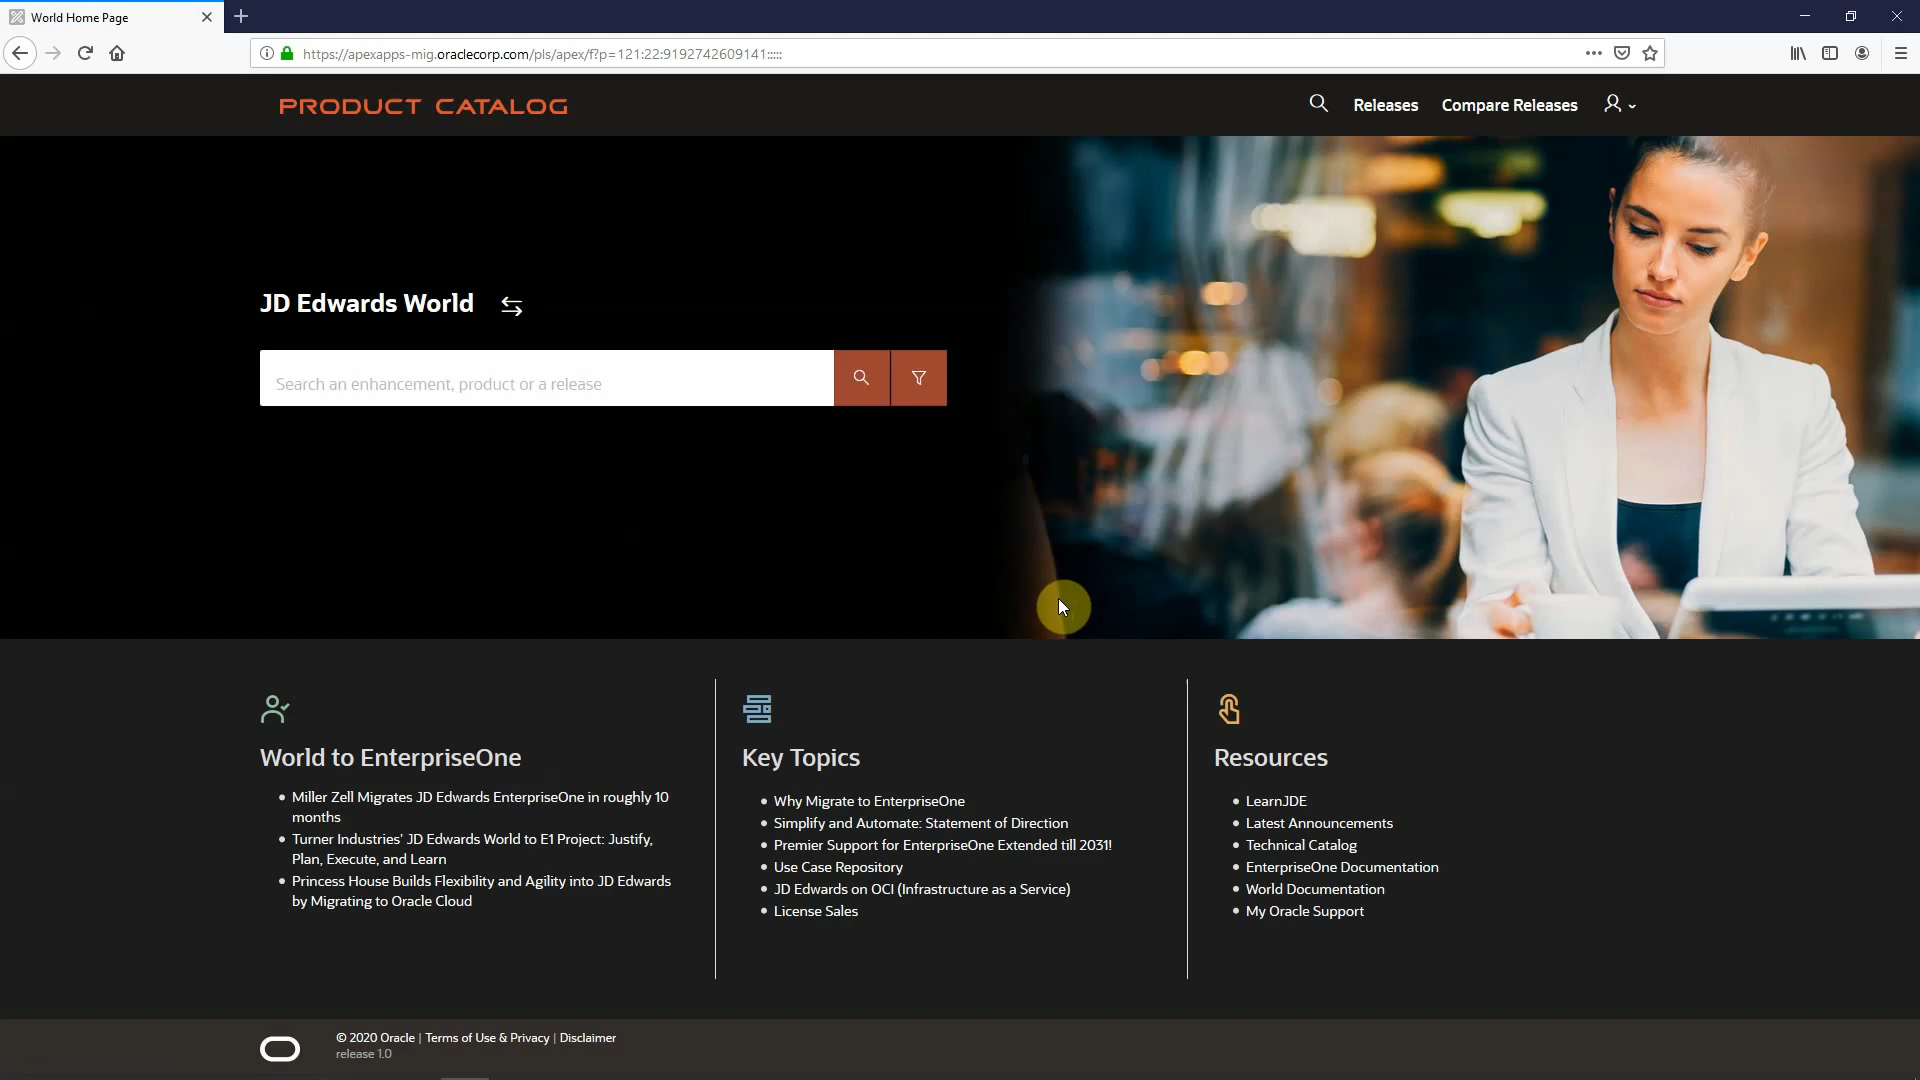 World Home Page
https://apexapps-mig.oraclecorp.com/pls/apex/f?p=121:22:9192742609141:::::
PRODUCT CATALOG
Releases
Compare Releases
JD Edwards World
Search an enhancement, product or a release
World to EnterpriseOne
Miller Zell Migrates JD Edwards EnterpriseOne in roughly 10
months
Turner Industries' JD Edwards World to E1 Project: Justify,
Plan, Execute, and Learn
Princess House Builds Flexibility and Agility into JD Edwards
by Migrating to Oracle Cloud
Key Topics
Why Migrate to EnterpriseOne
Simplify and Automate: Statement of Direction
Premier Support for EnterpriseOne Extended till 2031!
Use Case Repository
JD Edwards on OCI (Infrastructure as a Service)
License Sales
Resources
LearnJDE
Latest Announcements
Technical Catalog
EnterpriseOne Documentation
World Documentation
My Oracle Support
© 2020 Oracle | Terms of Use & Privacy | Disclaimer
release 1.0